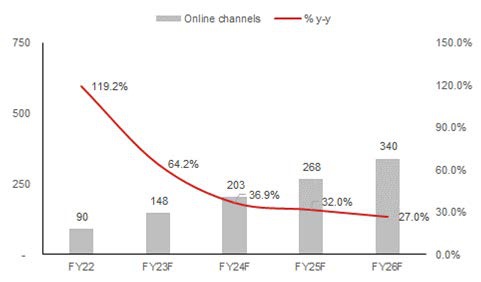 Online channels % y-y
750 150.0%
119.2% 120.0%
500
90.0%
64.2%
340
268
250 203 60.0%
148 36.9%
90 32.0% 30.0%
27.0%
- 0.0%
FY22 FY23F FY24F FY25F FY26F